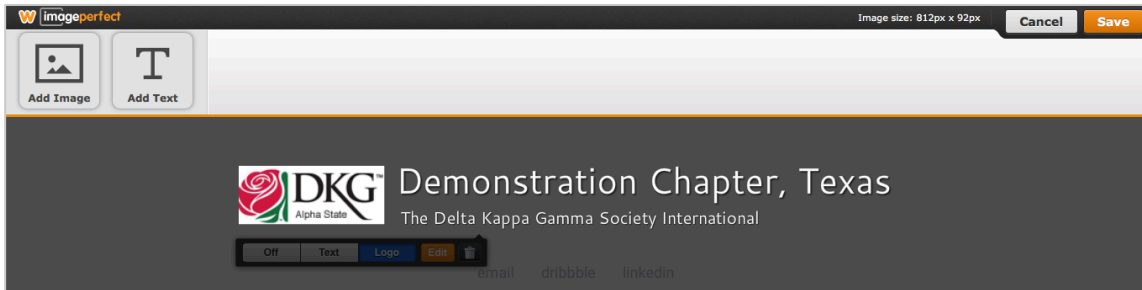 W imageperfect
Image size: 812px x 92px
Cancel
Save
Add Image
Add Text
DKG™
Alpha State
Demonstration Chapter, Texas
The Delta Kappa Gamma Society International
Off
Text
Logo
Edit
email
dribbble
linkedin